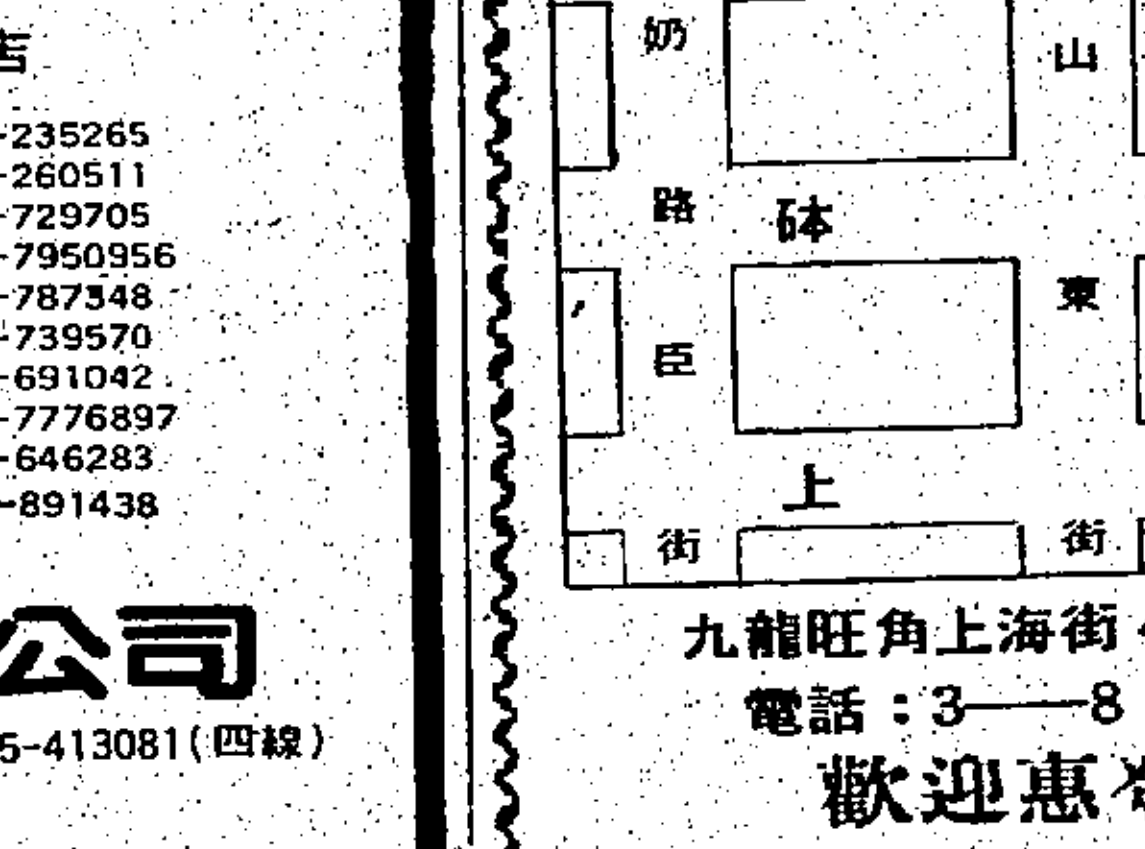 店
-235265
-260511
-729705
-7950956
-787348
-739570
-691042
-7776897
-646283
-891438
公司
5-413081(四線)
奶
路
臣
街
砵
上
山
東
街
九龍旺角上海街
電話：3——8
歡迎惠